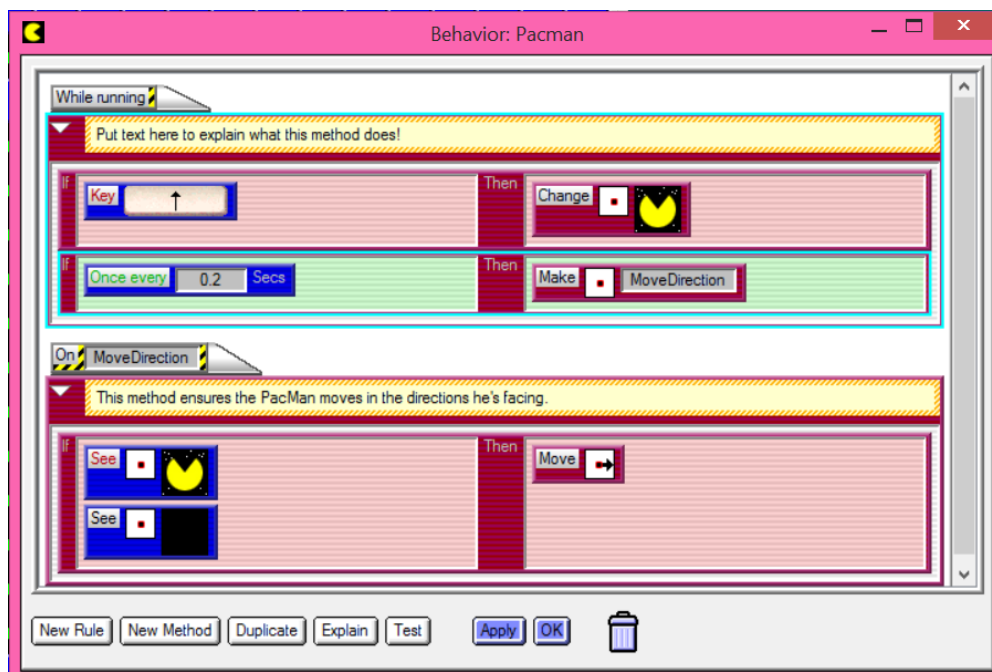 Behavior: Pacman
While running
Put text here to explain what this method does!
If Key ↑ Then Change
If Once every 0.2 Secs Then Make MoveDirection
On MoveDirection
This method ensures the PacMan moves in the directions he's facing.
If See Then Move
See
New Rule New Method Duplicate Explain Test Apply OK